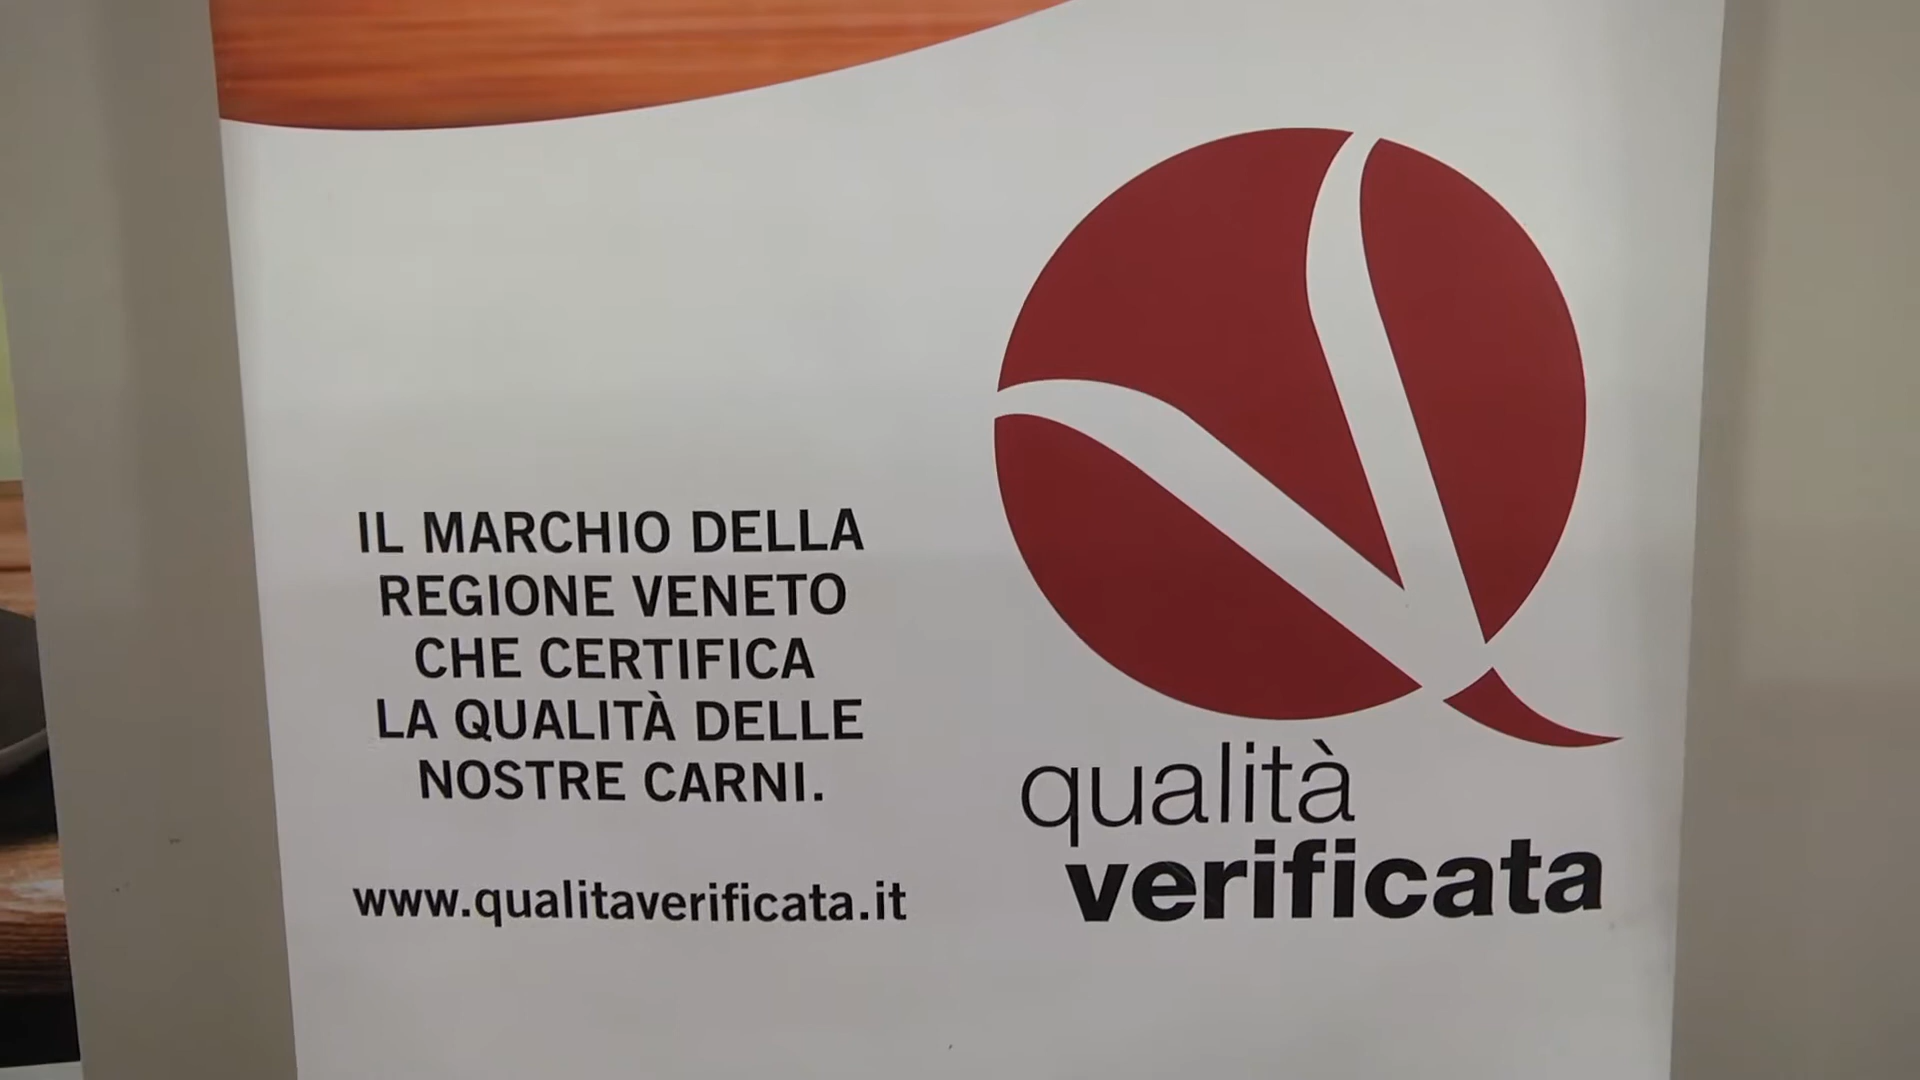 IL MARCHIO DELLA
REGIONE VENETO
CHE CERTIFICA
LA QUALITÀ DELLE
NOSTRE CARNI.
www.qualitaverificata.it
qualità
verificata